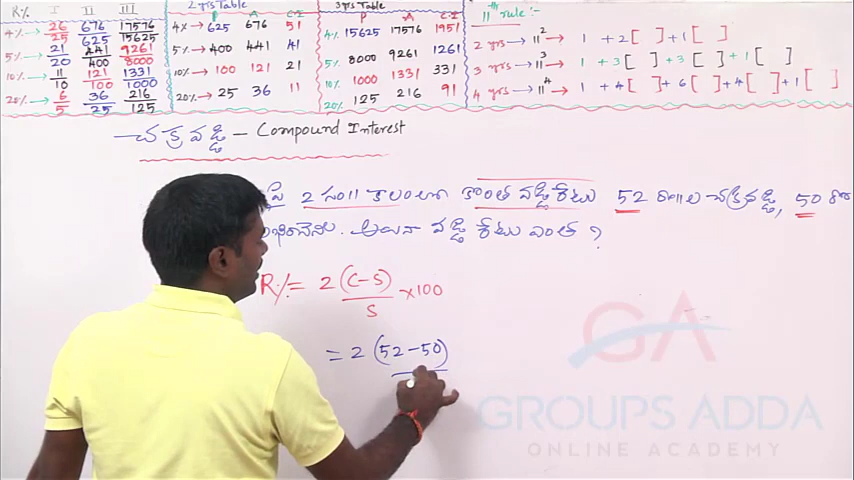 R% I II III
4% → 26/25 676/625 17576/15625
5% → 21/20 441/400 9261/8000
10% → 11/10 121/100 1331/1000
20% → 6/5 36/25 216/125
2 yrs Table
P A C.I
4% → 625 676 51
5% → 400 441 41
10% → 100 121 21
20% → 25 36 11
3 yrs Table
P A C.I
4% 15625 17576 1951
5% 8000 9261 1261
10% 1000 1331 331
20% 125 216 91
11th rule :-
2 yrs → 11² → 1 + 2[ ] + 1[ ]
3 yrs → 11³ → 1 + 3[ ] + 3[ ] + 1[ ]
4 yrs → 11⁴ → 1 + 4[ ] + 6[ ] + 4[ ] + 1[ ]
చక్రవడ్డి - Compound Interest
పై 2 సం॥ కాలంలో కొంత వడ్డీ రేటు 52 రూ॥ల చక్రవడ్డి, 50 రూ
అయిన వడ్డీ రేటు ఎంత ?
R% = 2(C-S)/S × 100
= 2(52-50)
GA
GROUPS ADDA
ONLINE ACADEMY